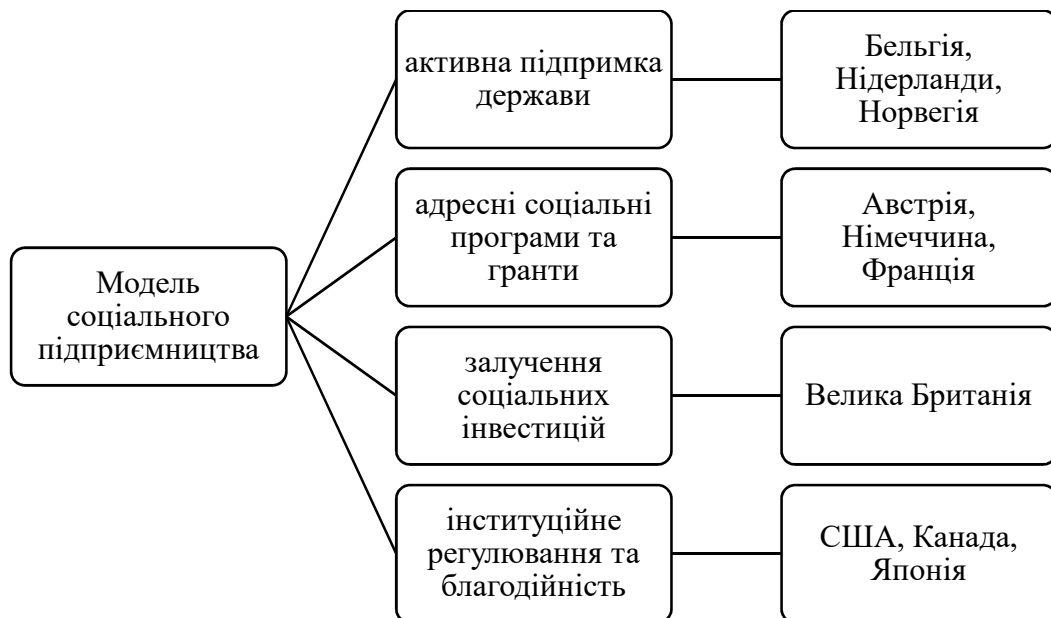 Модель
соціального
підприємництва
активна підпримка
держави
Бельгія,
Нідерланди,
Норвегія
адресні соціальні
програми та
гранти
Австрія,
Німеччина,
Франція
залучення
соціальних
інвестицій
Велика Британія
інституційне
регулювання та
благодійність
США, Канада,
Японія